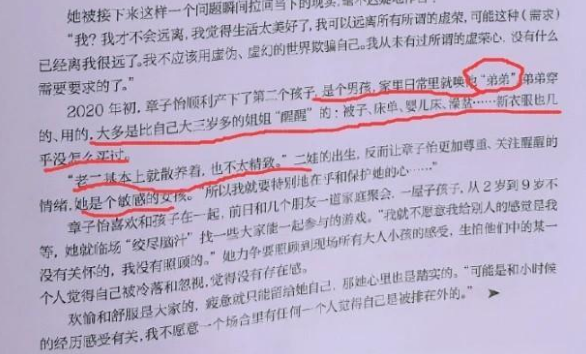 她被接下来这样一个问题瞬间拉回当下的现实，
“我？我才不会远离，我觉得生活太美好了，我可以远离所有所谓的虚荣，可能这种（需求）
已经离我很远了。我不应该用虚伪、虚幻的世界欺骗自己。我从未有过所谓的虚荣心，没有什么
需要要求的了。”
2020 年初，章子怡顺利产下了第二个孩子，是个男孩，家里日常里就唤他“弟弟”。弟弟穿
的、用的，大多是比自己大三岁多的姐姐“醒醒”的：被子、床单、婴儿床、澡盆……新衣服也几
乎没怎么买过。
“老二基本上就散养着，也不太精致。”二娃的出生，反而让章子怡更加尊重、关注醒醒的
情绪，她是个敏感的女孩。“所以我就要特别地在乎和保护她的心……”
章子怡喜欢和孩子在一起，前日和几个朋友一道家庭聚会，一屋子孩子，从 2 岁到 9 岁不
等，她就临场“绞尽脑汁”找一些大家能一起参与的游戏。“我就不愿意我给别人的感觉是我
没有关怀的，我没有照顾的。”她力争要照顾到现场所有大人小孩的感受，生怕他们中的某一
个人觉得自己被冷落和忽视，觉得没有存在感。
欢愉和舒服是大家的，疲惫就只能留给她自己，那她心里也是踏实的。“可能是和小时候
的经历感受有关，我不愿意一个场合里有任何一个人觉得自己是被排在外的。”